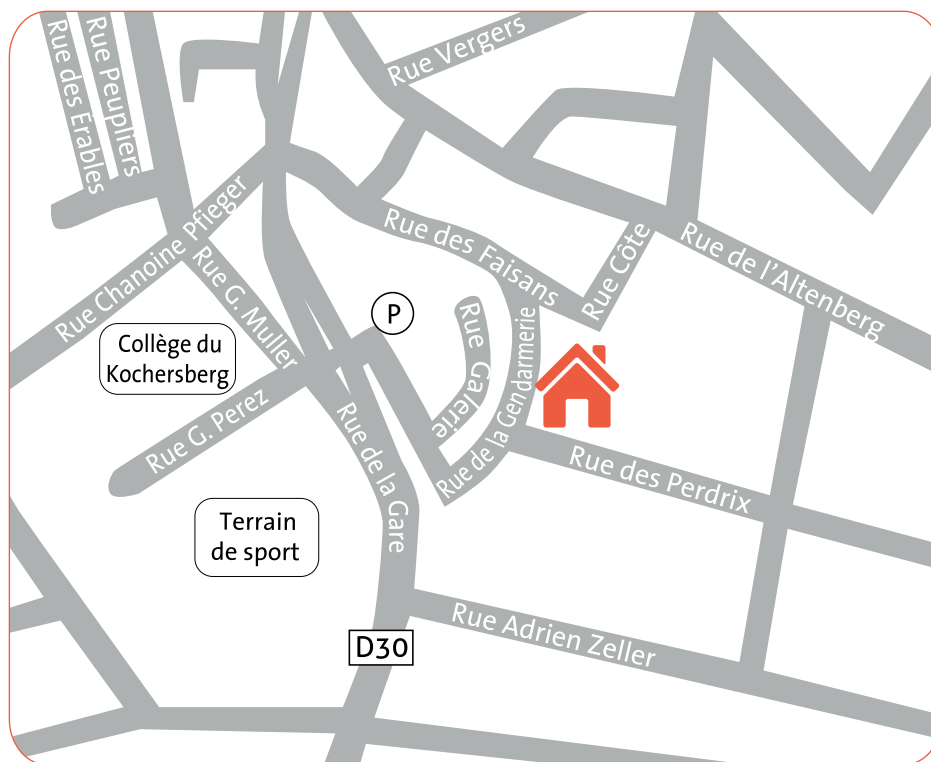 Rue des Érables
Rue Peupliers
Rue Vergers
Rue Chanoine Pfieger
Rue G. Muller
Rue des Faisans
Rue Côte
Rue de l'Altenberg
P
Rue Galerie
Rue de la Gendarmerie
Collège du
Kochersberg
Rue G. Perez
Rue de la Gare
Rue des Perdrix
Terrain
de sport
Rue Adrien Zeller
D30